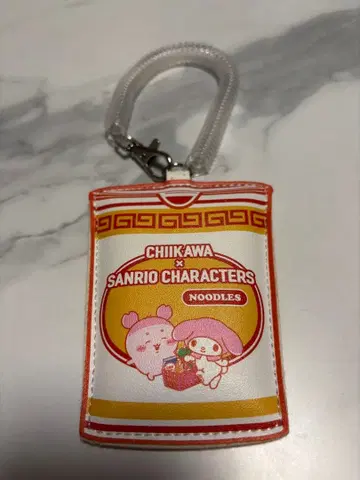 CHIIKAWA
×
SANRIO CHARACTERS
NOODLES